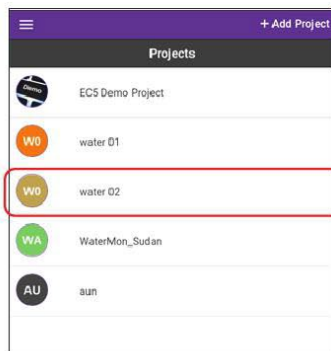 + Add Project
Projects
Demo
EC5 Demo Project
W0
water 01
W0
water 02
WA
WaterMon_Sudan
AU
aun